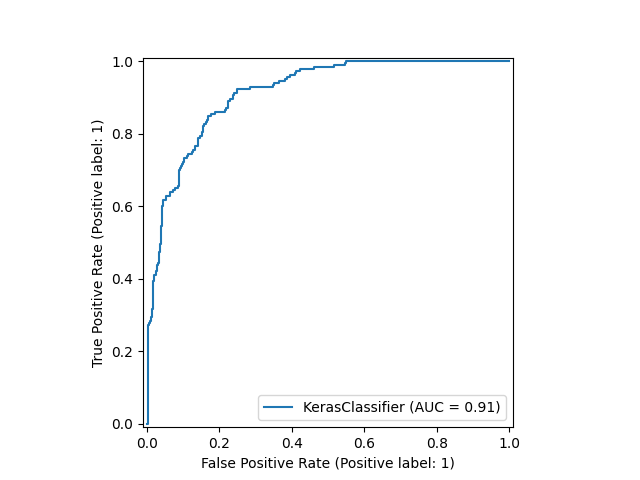 1.0
0.8
0.6
0.4
0.2
0.0
True Positive Rate (Positive label: 1)
KerasClassifier (AUC = 0.91)
0.0 0.2 0.4 0.6 0.8 1.0
False Positive Rate (Positive label: 1)